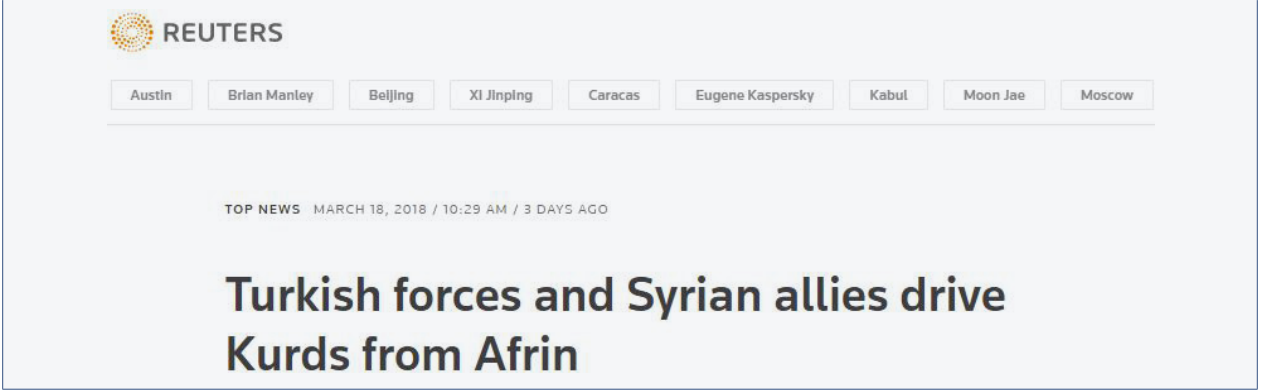 REUTERS
Austin Brian Manley Beijing Xi Jinping Caracas Eugene Kaspersky Kabul Moon Jae Moscow
TOP NEWS MARCH 18, 2018 / 10:29 AM / 3 DAYS AGO
Turkish forces and Syrian allies drive
Kurds from Afrin